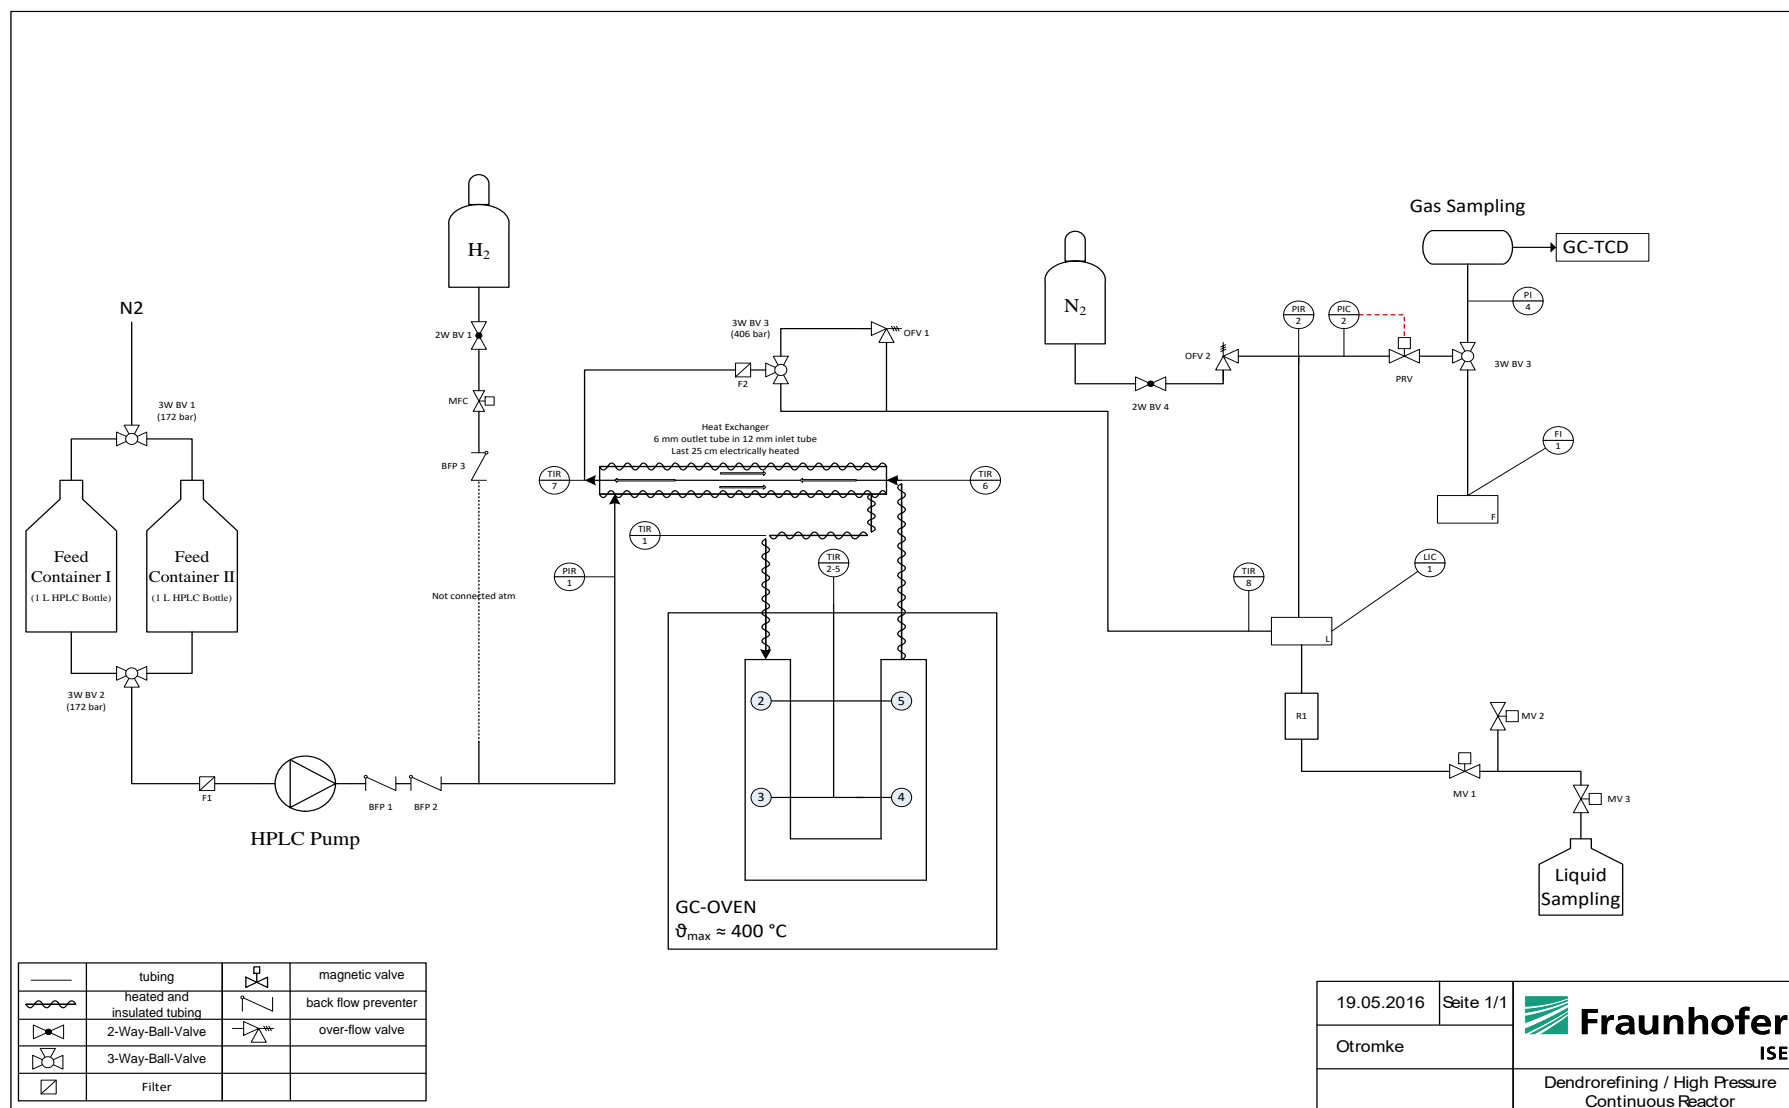 Gas Sampling
GC-TCD
H₂
N₂
N2
PIR
2
PIC
2
PI
4
2W BV 1
3W BV 3
(406 bar)
OFV 1
OFV 2
PRV
3W BV 3
F2
2W BV 4
MFC
3W BV 1
(172 bar)
Heat Exchanger
6 mm outlet tube in 12 mm inlet tube
Last 25 cm electrically heated
BFP 3
TIR
7
TIR
6
FI
1
F
TIR
1
Feed
Container I
(1 L HPLC Bottle)
Feed
Container II
(1 L HPLC Bottle)
PIR
1
TIR
2-5
TIR
8
LIC
1
Not connected atm
L
3W BV 2
(172 bar)
2
5
R1
MV 2
3
4
MV 1
MV 3
F1
BFP 1
BFP 2
HPLC Pump
Liquid
Sampling
GC-OVEN
ϑmax ≈ 400 °C
tubing
magnetic valve
heated and
insulated tubing
back flow preventer
2-Way-Ball-Valve
over-flow valve
3-Way-Ball-Valve
Filter
19.05.2016
Seite 1/1
Fraunhofer
ISE
Otromke
Dendrorefining / High Pressure
Continuous Reactor